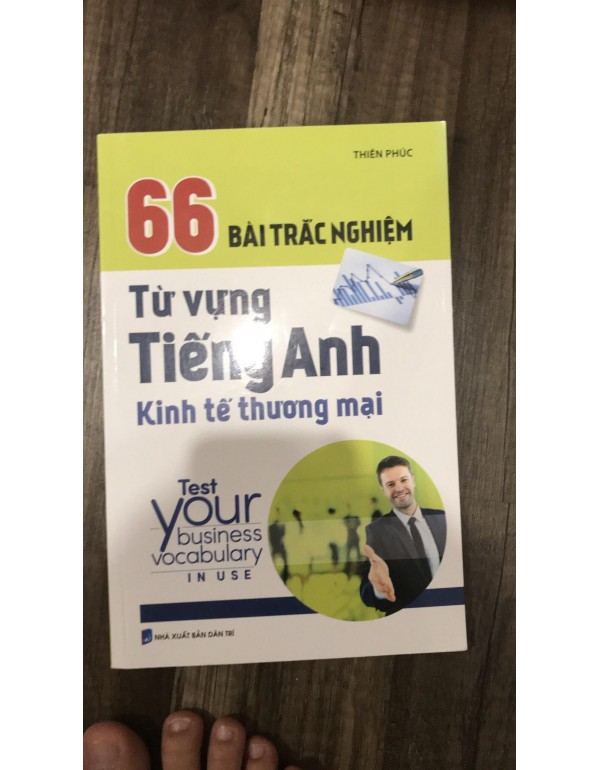 THIÊN PHÚC
66 BÀI TRẮC NGHIỆM
Từ vựng
Tiếng Anh
Kinh tế thương mại
Test
your
business
vocabulary
IN USE
NHÀ XUẤT BẢN DÂN TRÍ